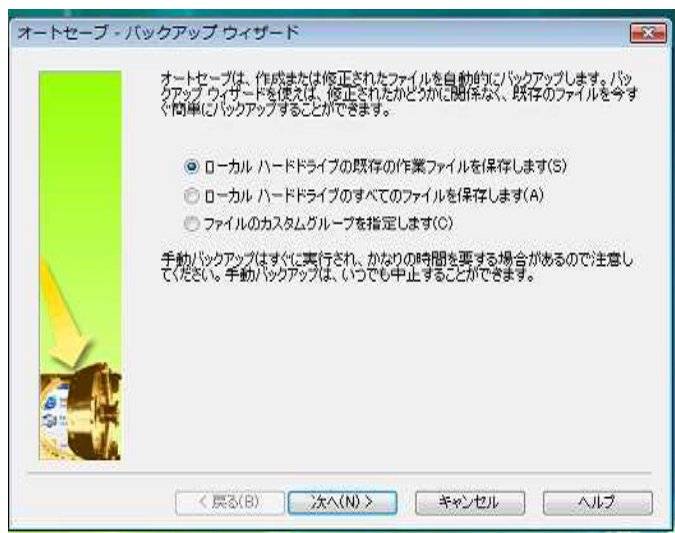 オートセーブ - バックアップ ウィザード
オートセーブは、作成または修正されたファイルを自動的にバックアップします。バッ
クアップ ウィザードを使えば、修正されたかどうかに関係なく、既存のファイルを今す
ぐ簡単にバックアップすることができます。
ローカル ハードドライブの既存の作業ファイルを保存します(S)
ローカル ハードドライブのすべてのファイルを保存します(A)
ファイルのカスタムグループを指定します(C)
手動バックアップはすぐに実行され、かなりの時間を要する場合があるので注意し
てください。手動バックアップは、いつでも中止することができます。
< 戻る(B) 次へ(N) > キャンセル ヘルプ